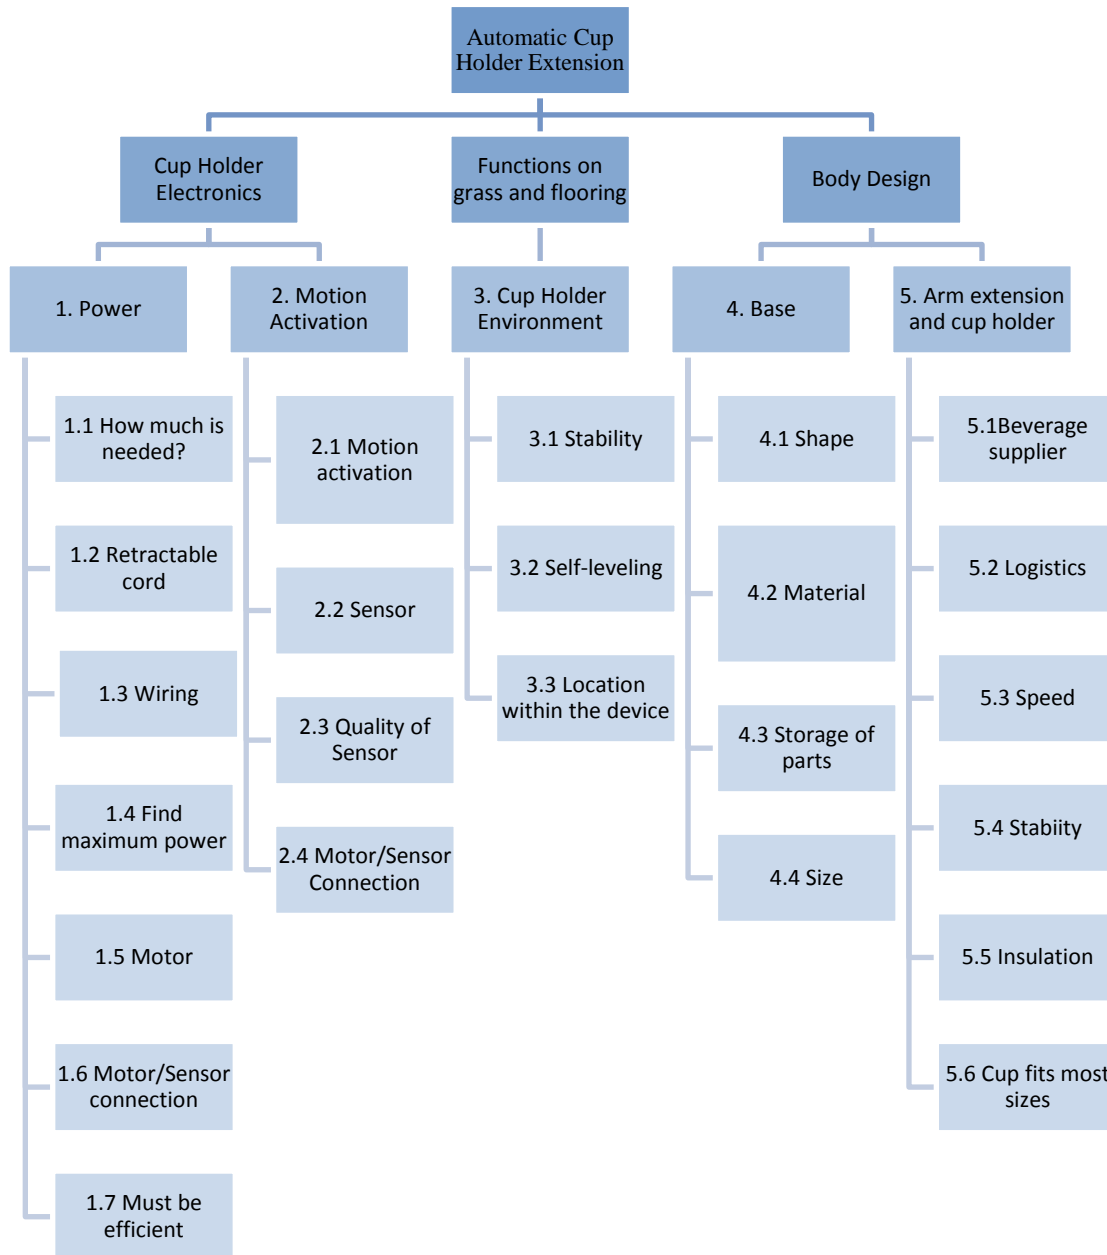 Automatic Cup
Holder Extension
Cup Holder
Electronics
Functions on
grass and flooring
Body Design
1. Power
2. Motion
Activation
3. Cup Holder
Environment
4. Base
5. Arm extension
and cup holder
1.1 How much is
needed?
1.2 Retractable
cord
1.3 Wiring
1.4 Find
maximum power
1.5 Motor
1.6 Motor/Sensor
connection
1.7 Must be
efficient
2.1 Motion
activation
2.2 Sensor
2.3 Quality of
Sensor
2.4 Motor/Sensor
Connection
3.1 Stability
3.2 Self-leveling
3.3 Location
within the device
4.1 Shape
4.2 Material
4.3 Storage of
parts
4.4 Size
5.1Beverage
supplier
5.2 Logistics
5.3 Speed
5.4 Stabiity
5.5 Insulation
5.6 Cup fits most
sizes